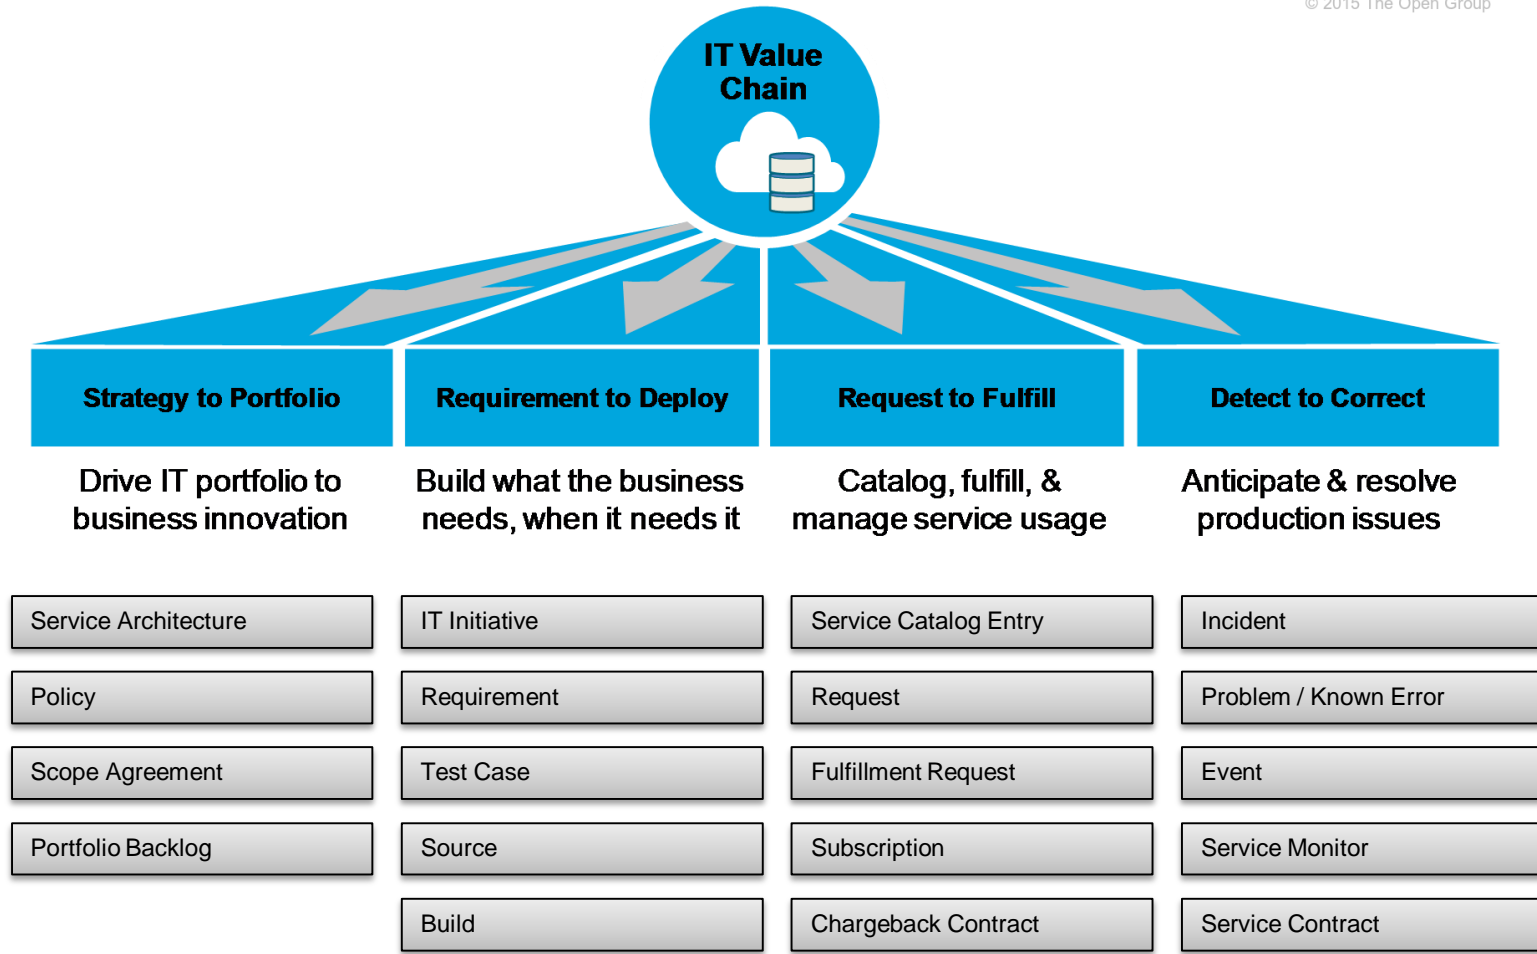 © 2015 The Open Group
IT Value
Chain
Strategy to Portfolio
Requirement to Deploy
Request to Fulfill
Detect to Correct
Drive IT portfolio to
business innovation
Build what the business
needs, when it needs it
Catalog, fulfill, &
manage service usage
Anticipate & resolve
production issues
Service Architecture
IT Initiative
Service Catalog Entry
Incident
Policy
Requirement
Request
Problem / Known Error
Scope Agreement
Test Case
Fulfillment Request
Event
Portfolio Backlog
Source
Subscription
Service Monitor
Build
Chargeback Contract
Service Contract